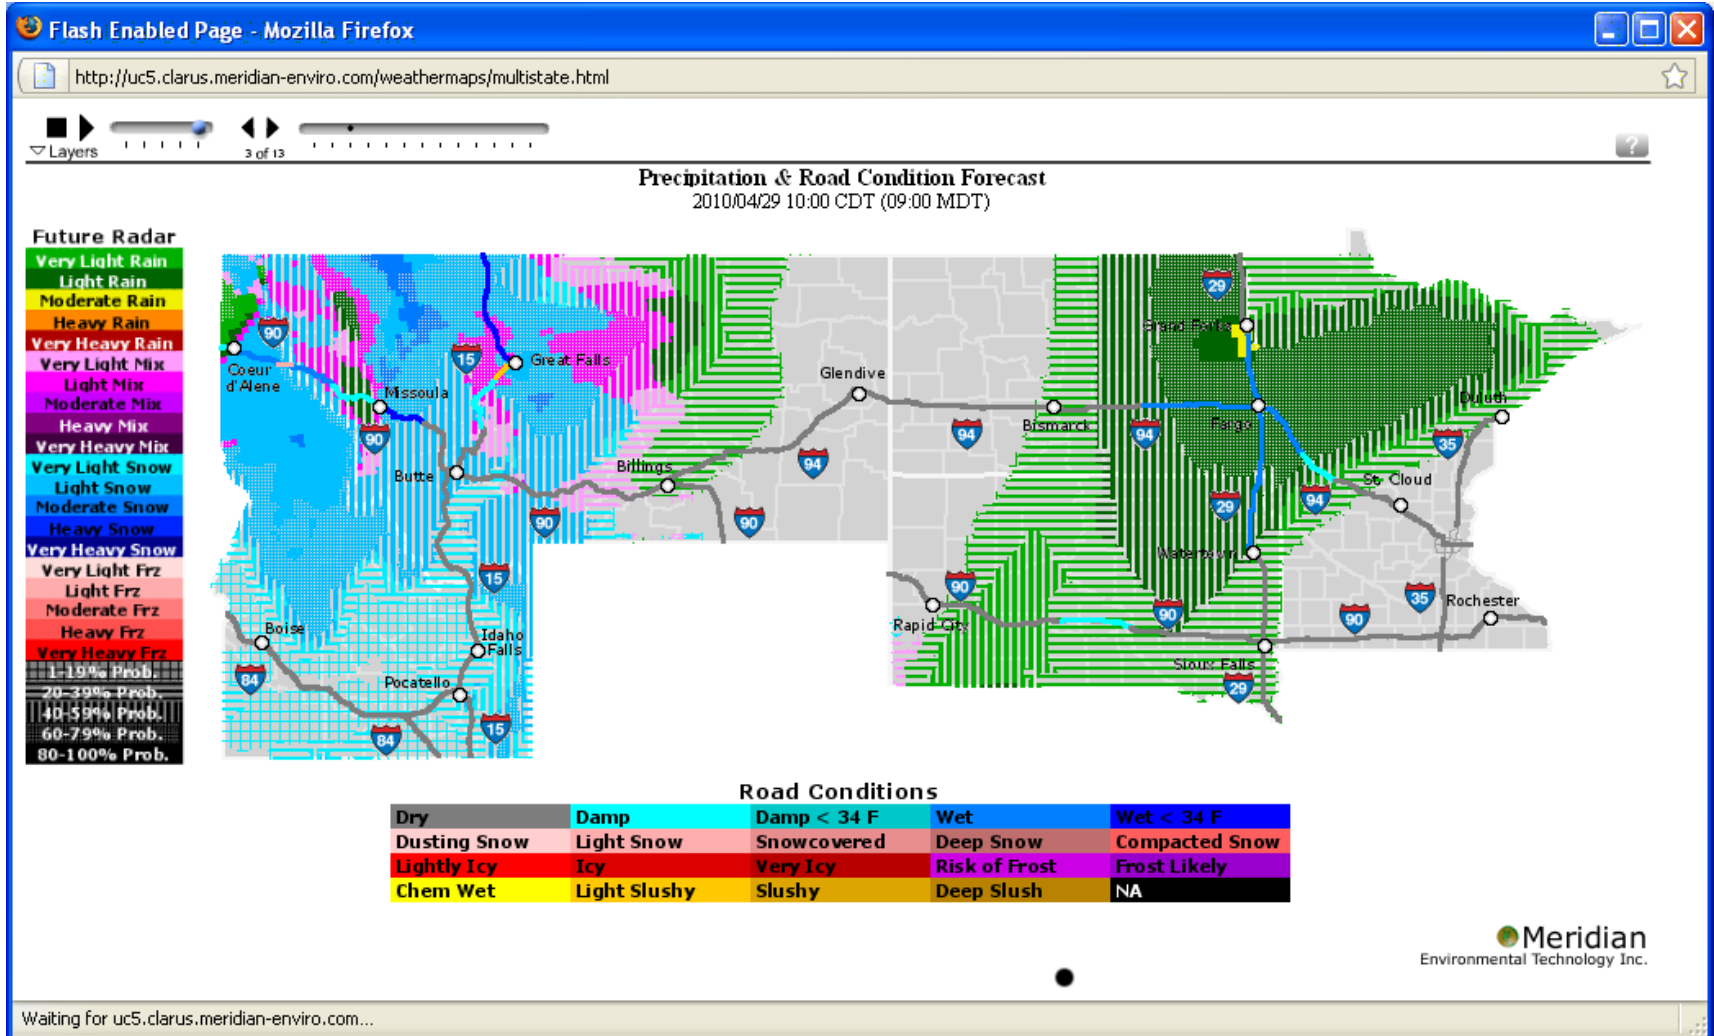 Flash Enabled Page - Mozilla Firefox
http://uc5.clarus.meridian-enviro.com/weathermaps/multistate.html
Layers
3 of 13
?
Precipitation & Road Condition Forecast
2010/04/29 10:00 CDT (09:00 MDT)
Future Radar
Very Light Rain
Light Rain
Moderate Rain
Heavy Rain
Very Heavy Rain
Very Light Mix
Light Mix
Moderate Mix
Heavy Mix
Very Heavy Mix
Very Light Snow
Light Snow
Moderate Snow
Heavy Snow
Very Heavy Snow
Very Light Frz
Light Frz
Moderate Frz
Heavy Frz
Very Heavy Frz
1-19% Prob.
20-39% Prob.
40-59% Prob.
60-79% Prob.
80-100% Prob.
29
90
Grand Forks
15
Great Falls
Coeur
d'Alene
Glendive
Missoula
Duluth
Bismarck
Fargo
90
94
94
35
94
Butte
Billings
St. Cloud
94
90
90
29
Watertown
15
90
35
90
90
Rochester
Rapid City
Boise
Idaho
Falls
Sioux Falls
84
Pocatello
29
15
84
Road Conditions
Dry
Damp
Damp < 34 F
Wet
Wet < 34 F
Dusting Snow
Light Snow
Snowcovered
Deep Snow
Compacted Snow
Lightly Icy
Icy
Very Icy
Risk of Frost
Frost Likely
Chem Wet
Light Slushy
Slushy
Deep Slush
NA
Meridian
Environmental Technology Inc.
Waiting for uc5.clarus.meridian-enviro.com...